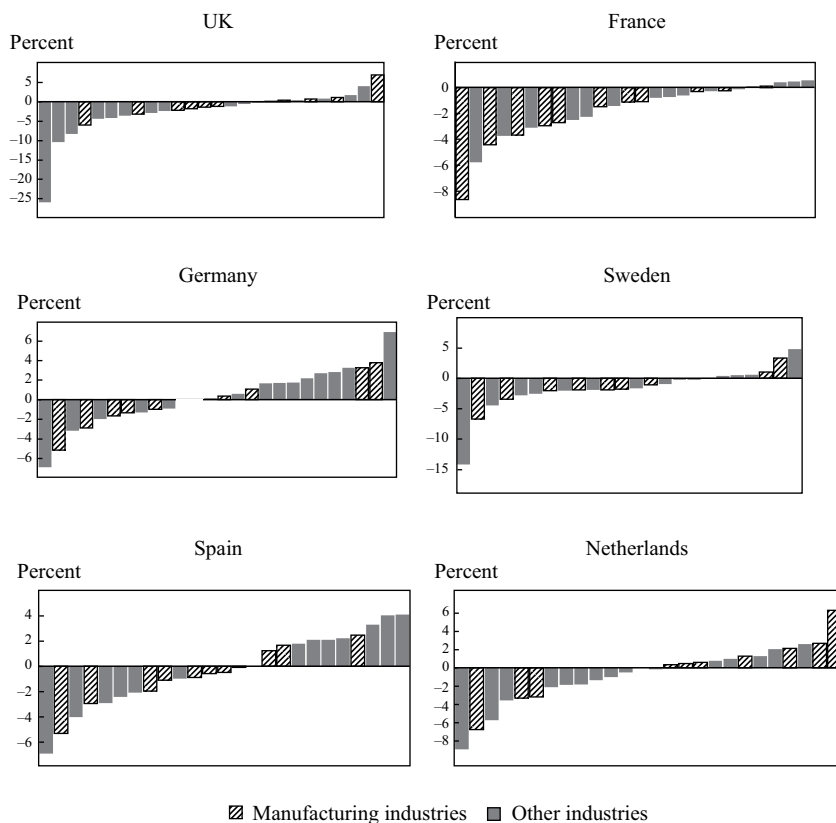 UK
Percent
5
0
–5
–10
–15
–20
–25
France
Percent
0
–2
–4
–6
–8
Germany
Percent
6
4
2
0
–2
–4
–6
Sweden
Percent
5
0
–5
–10
–15
Spain
Percent
4
2
0
–2
–4
–6
Netherlands
Percent
6
4
2
0
–2
–4
–6
–8
Manufacturing industries Other industries